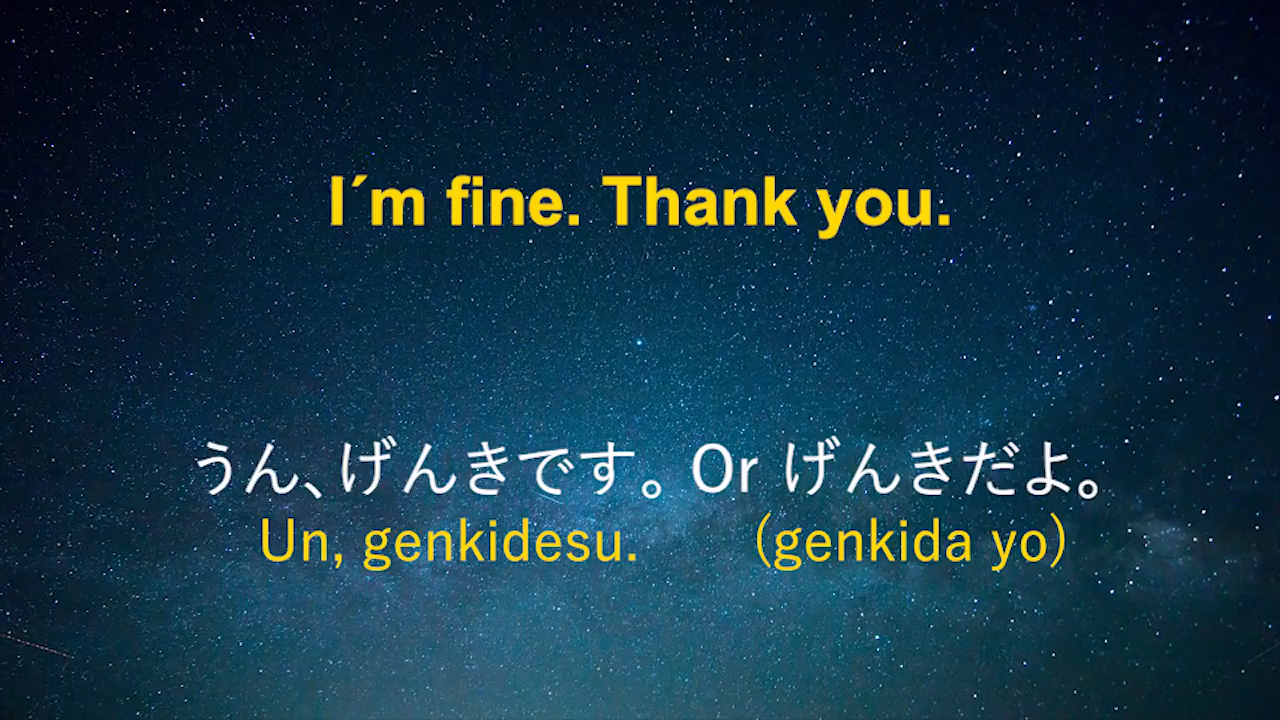 I´m fine. Thank you.
うん、げんきです。 Or げんきだよ。
Un, genkidesu. (genkida yo)